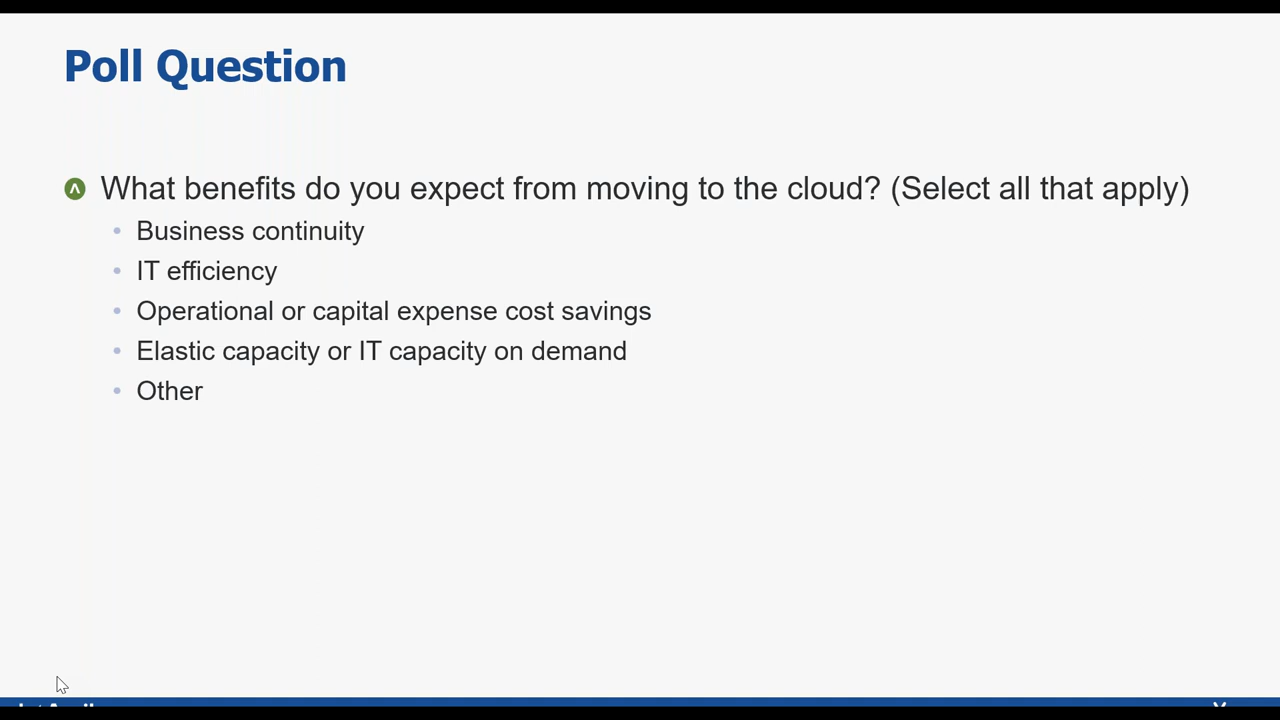 Poll Question
What benefits do you expect from moving to the cloud? (Select all that apply)
Business continuity
IT efficiency
Operational or capital expense cost savings
Elastic capacity or IT capacity on demand
Other